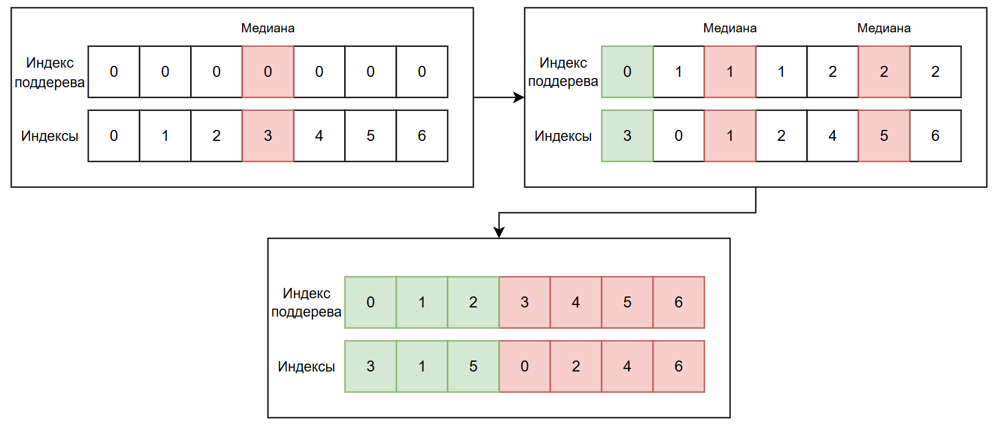 Медиана
Индекс
поддерева
0 0 0 0 0 0 0
Индексы
0 1 2 3 4 5 6
Медиана Медиана
Индекс
поддерева
0 1 1 1 2 2 2
Индексы
3 0 1 2 4 5 6
Индекс
поддерева
0 1 2 3 4 5 6
Индексы
3 1 5 0 2 4 6